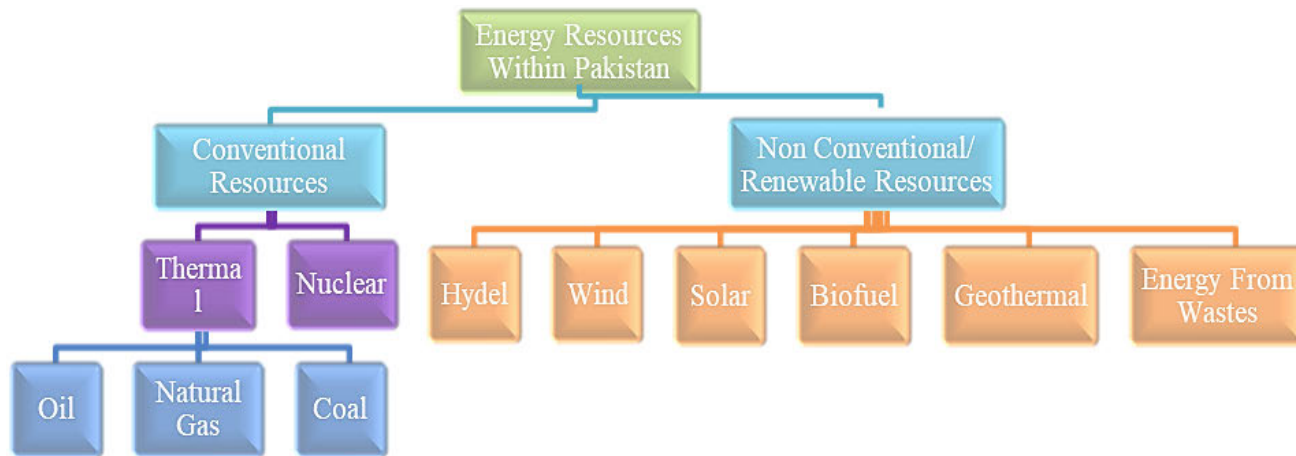 Energy Resources
Within Pakistan
Conventional
Resources
Non Conventional/
Renewable Resources
Therma
l
Nuclear
Hydel
Wind
Solar
Biofuel
Geothermal
Energy From
Wastes
Oil
Natural
Gas
Coal